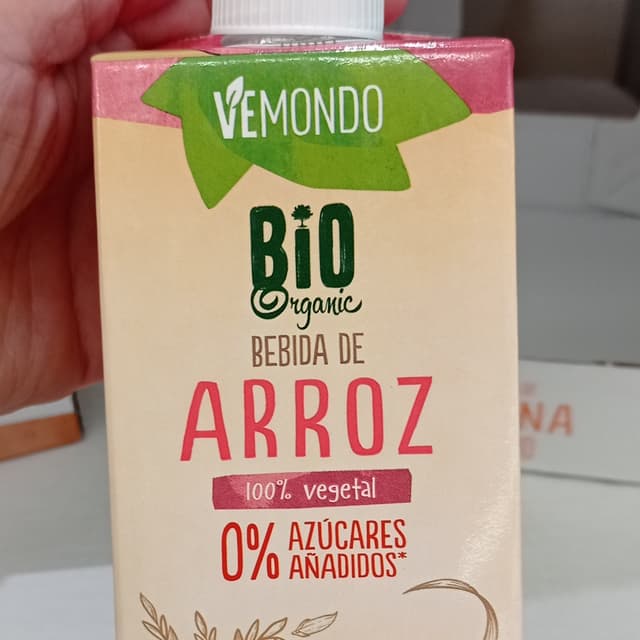 VEMONDO
BiO
Organic
BEBIDA DE
ARROZ
100% vegetal
0% AZÚCARES
AÑADIDOS*